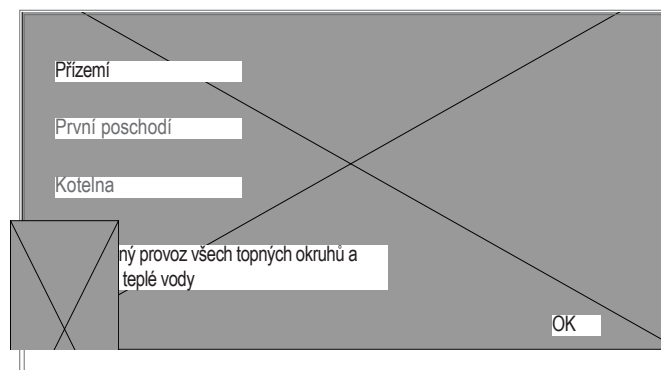 Přízemí
První poschodí
Kotelna
ný provoz všech topných okruhů a
teplé vody
OK